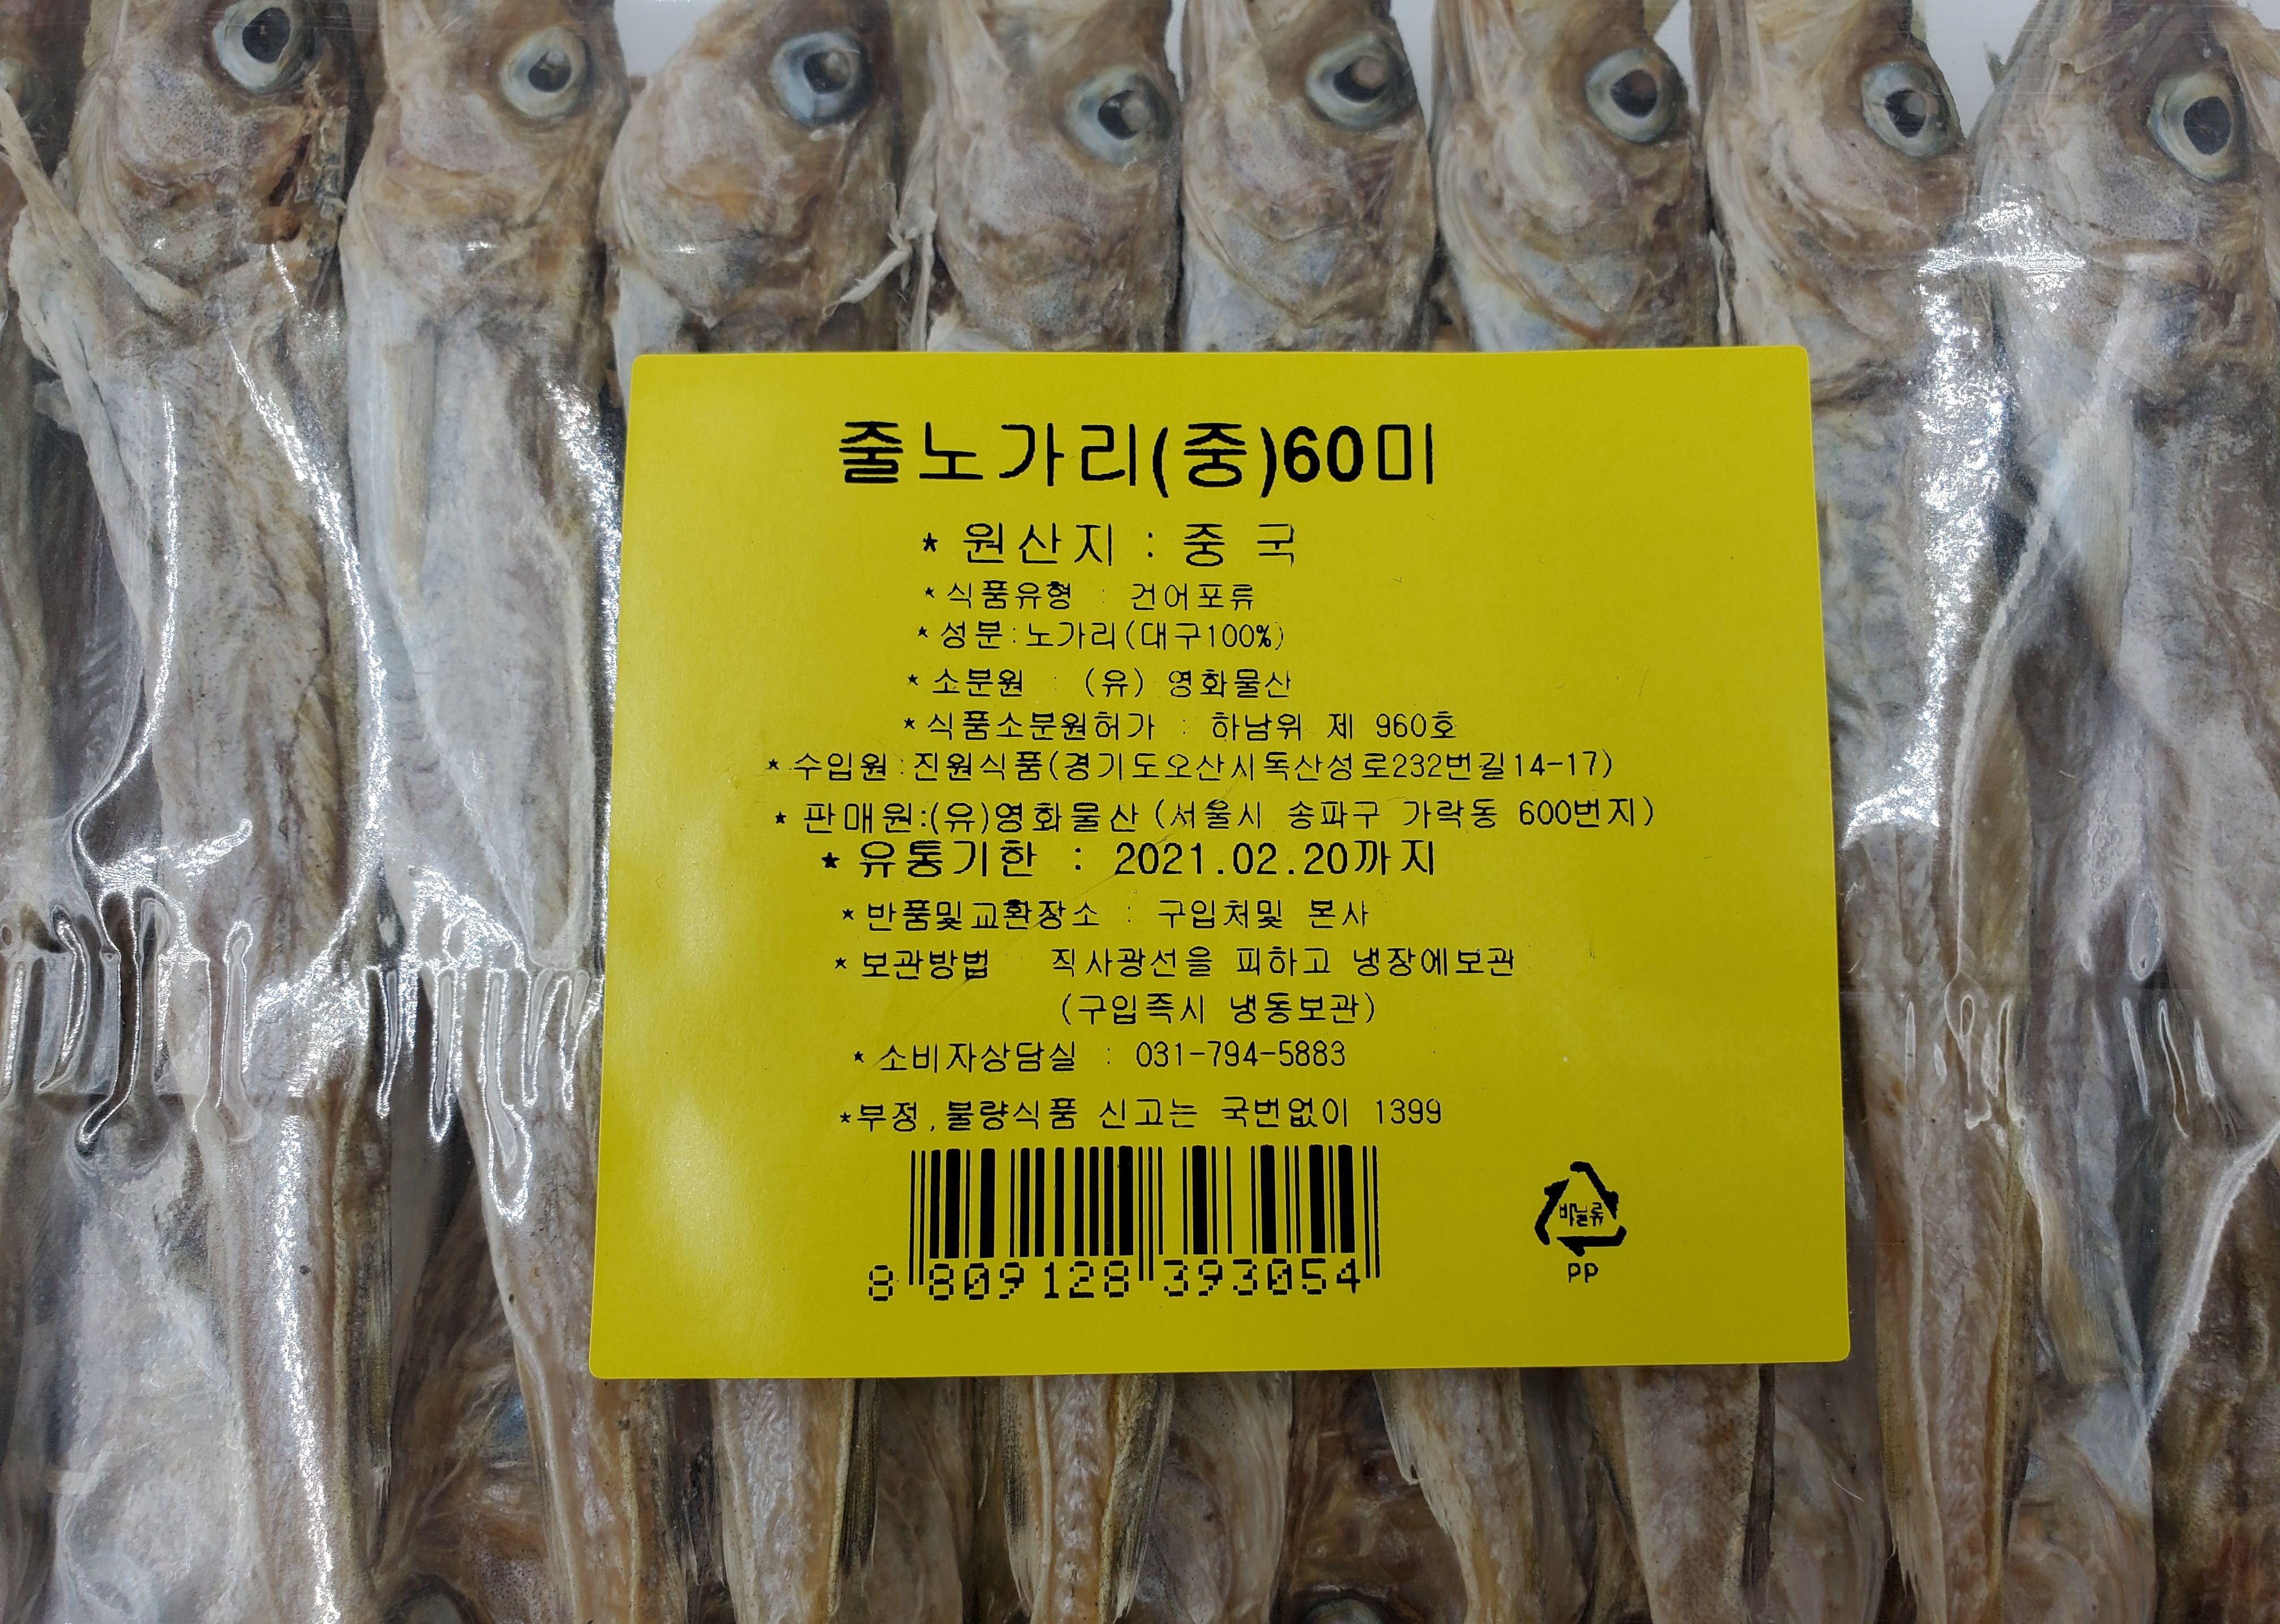 줄노가리(중)60미
* 원산지 : 중 국
* 식품유형 : 건어포류
* 성분:노가리(대구100%)
* 소분원 : (유) 영화물산
* 식품소분원허가 : 하남위 제 960호
* 수입원:진원식품(경기도오산시독산성로232번길14-17)
* 판매원:(유)영화물산(서울시 송파구 가락동 600번지)
* 유통기한 : 2021.02.20까지
* 반품및교환장소 : 구입처및 본사
* 보관방법 직사광선을 피하고 냉장에보관
(구입즉시 냉동보관)
* 소비자상담실 : 031-794-5883
*부정,불량식품 신고는 국번없이 1399
8 809128 393054
비닐류
PP